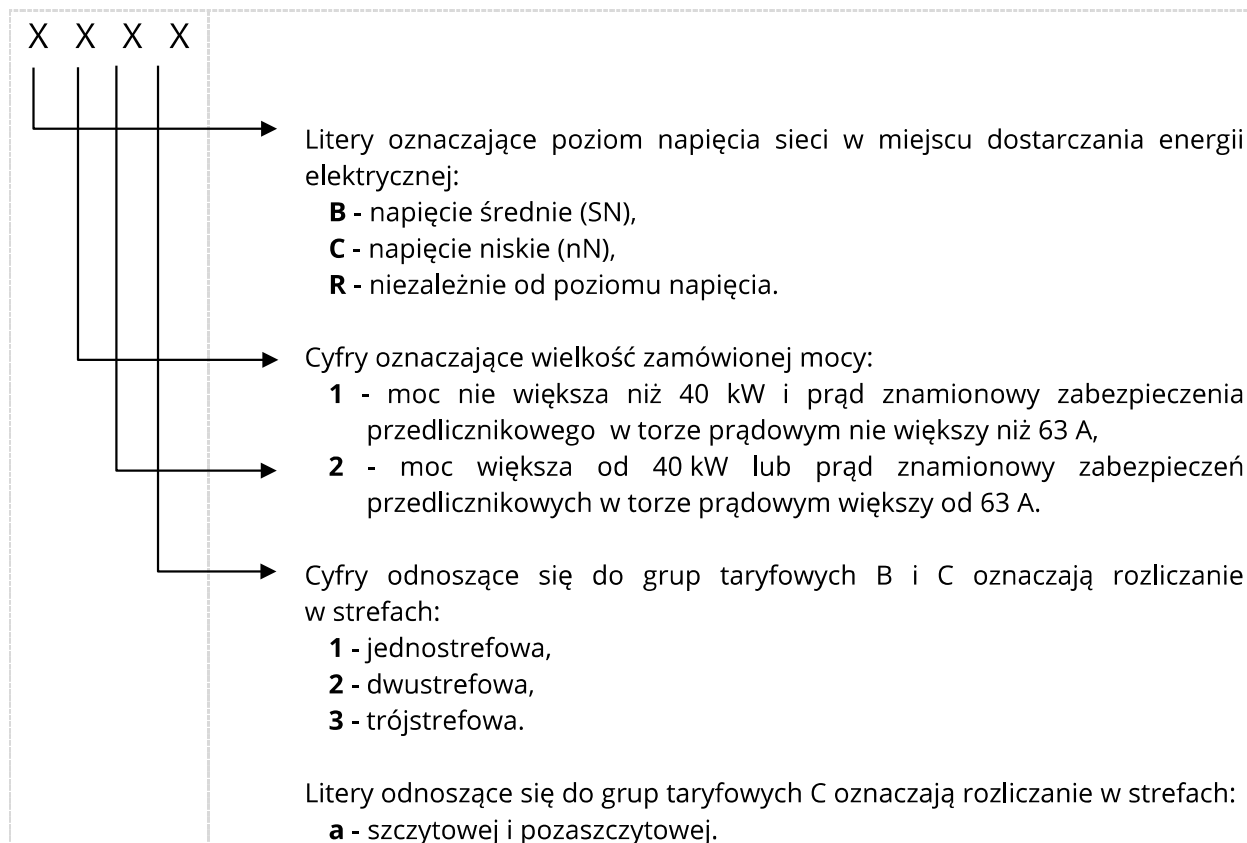 X X X X
Litery oznaczające poziom napięcia sieci w miejscu dostarczania energii
elektrycznej:
B - napięcie średnie (SN),
C - napięcie niskie (nN),
R - niezależnie od poziomu napięcia.
Cyfry oznaczające wielkość zamówionej mocy:
1 - moc nie większa niż 40 kW i prąd znamionowy zabezpieczenia
przedlicznikowego w torze prądowym nie większy niż 63 A,
2 - moc większa od 40 kW lub prąd znamionowy zabezpieczeń
przedlicznikowych w torze prądowym większy od 63 A.
Cyfry odnoszące się do grup taryfowych B i C oznaczają rozliczanie
w strefach:
1 - jednostrefowa,
2 - dwustrefowa,
3 - trójstrefowa.
Litery odnoszące się do grup taryfowych C oznaczają rozliczanie w strefach:
a - szczytowej i pozaszczytowej.